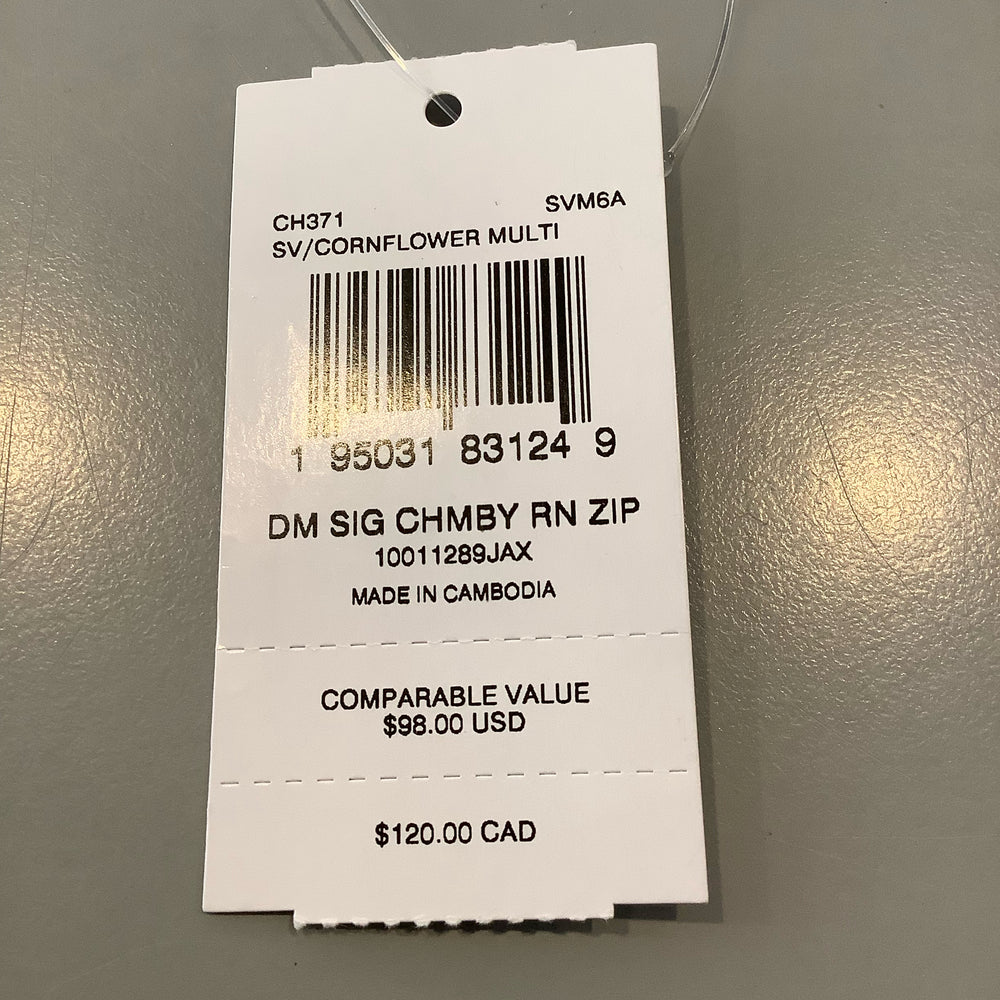 CH371 SVM6A
SV/CORNFLOWER MULTI
1 95031 83124 9
DM SIG CHMBY RN ZIP
10011289JAX
MADE IN CAMBODIA
COMPARABLE VALUE
$98.00 USD
$120.00 CAD